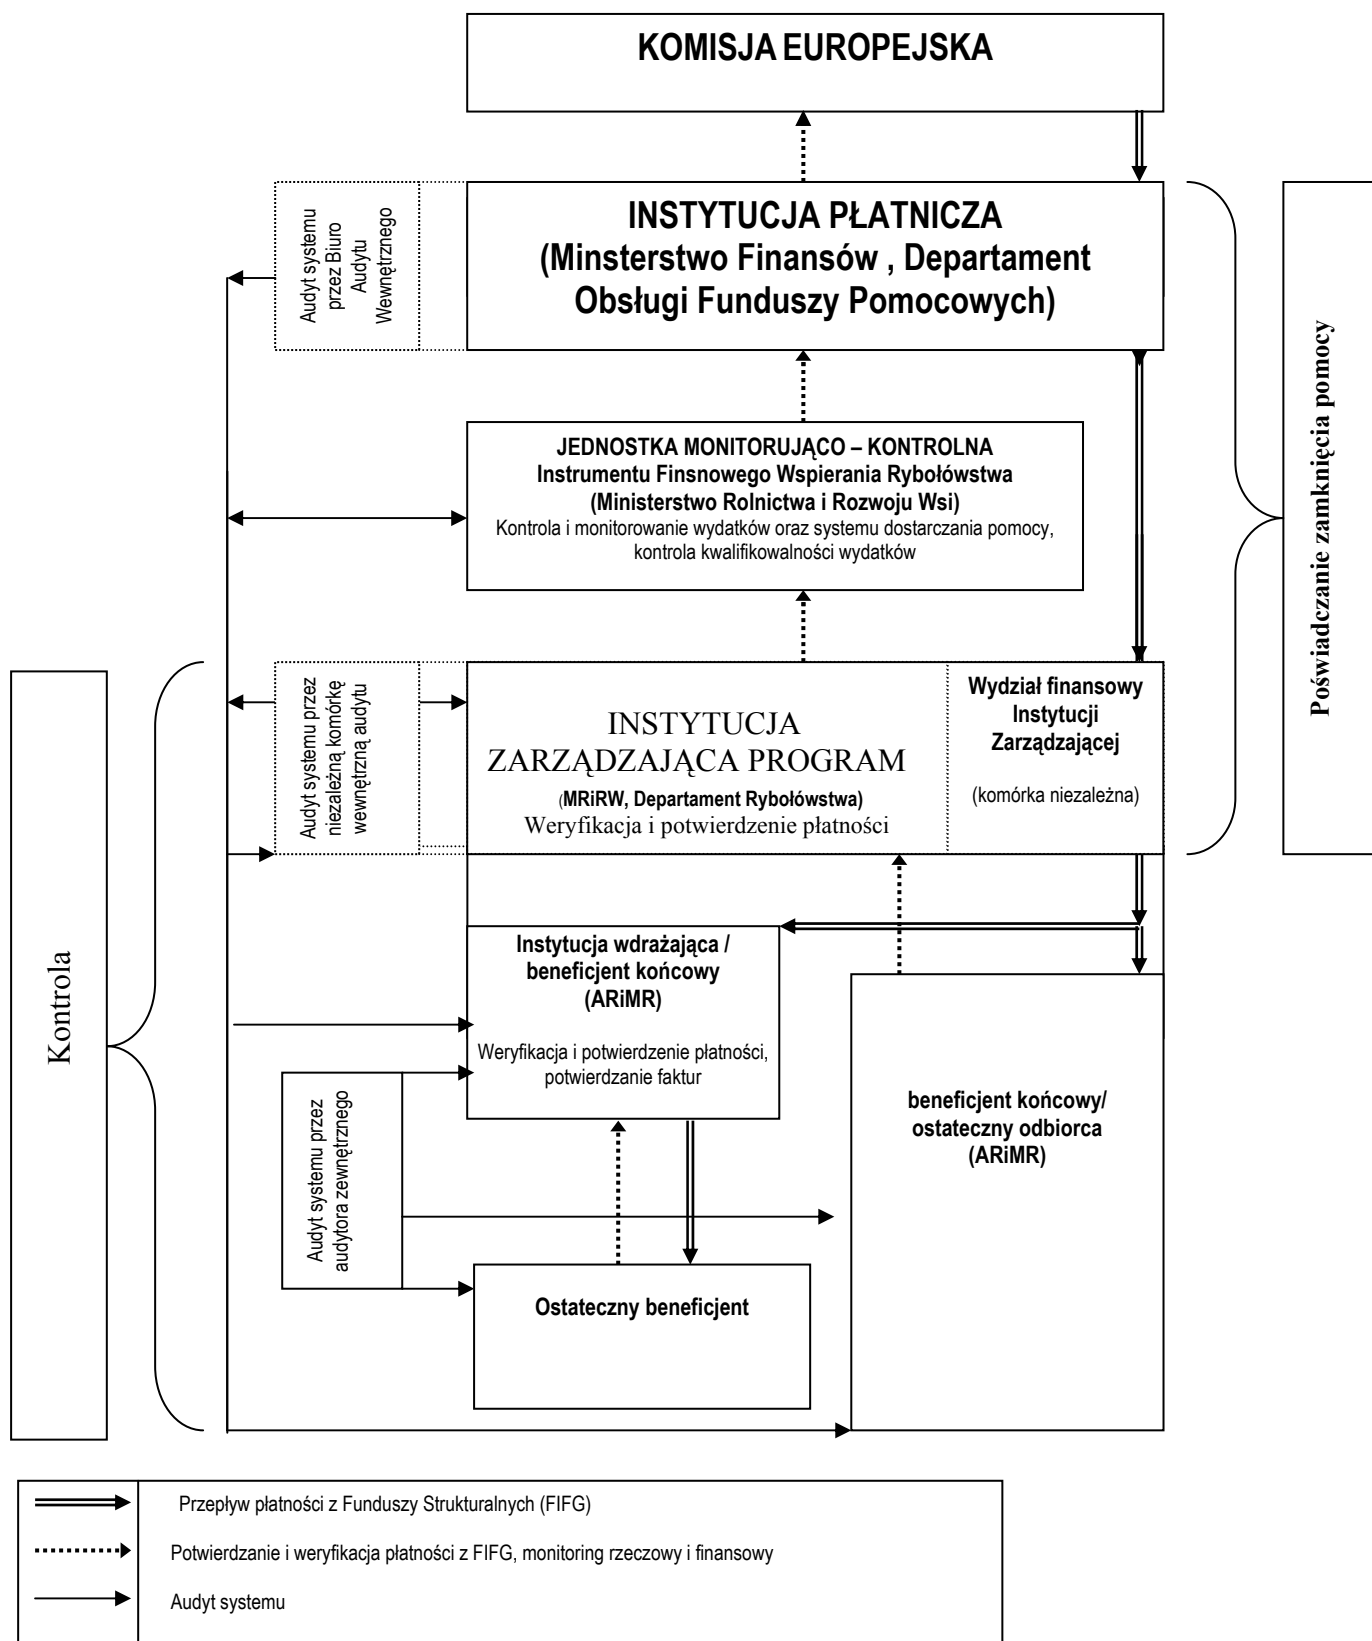 KOMISJA EUROPEJSKA
Audyt systemu
przez Biuro
Audytu
Wewnętrznego
INSTYTUCJA PŁATNICZA
(Minsterstwo Finansów , Departament
Obsługi Funduszy Pomocowych)
Poświadczanie zamknięcia pomocy
JEDNOSTKA MONITORUJĄCO – KONTROLNA
Instrumentu Finsnowego Wspierania Rybołówstwa
(Ministerstwo Rolnictwa i Rozwoju Wsi)
Kontrola i monitorowanie wydatków oraz systemu dostarczania pomocy,
kontrola kwalifikowalności wydatków
Kontrola
Audyt systemu przez
niezależną komórkę
wewnętrzną audytu
INSTYTUCJA
ZARZĄDZAJĄCA PROGRAM
(MRiRW, Departament Rybołówstwa)
Weryfikacja i potwierdzenie płatności
Wydział finansowy
Instytucji
Zarządzającej
(komórka niezależna)
Instytucja wdrażająca /
beneficjent końcowy
(ARiMR)
Weryfikacja i potwierdzenie płatności,
potwierdzanie faktur
Audyt systemu przez
audytora zewnętrznego
beneficjent końcowy/
ostateczny odbiorca
(ARiMR)
Ostateczny beneficjent
Przepływ płatności z Funduszy Strukturalnych (FIFG)
Potwierdzanie i weryfikacja płatności z FIFG, monitoring rzeczowy i finansowy
Audyt systemu